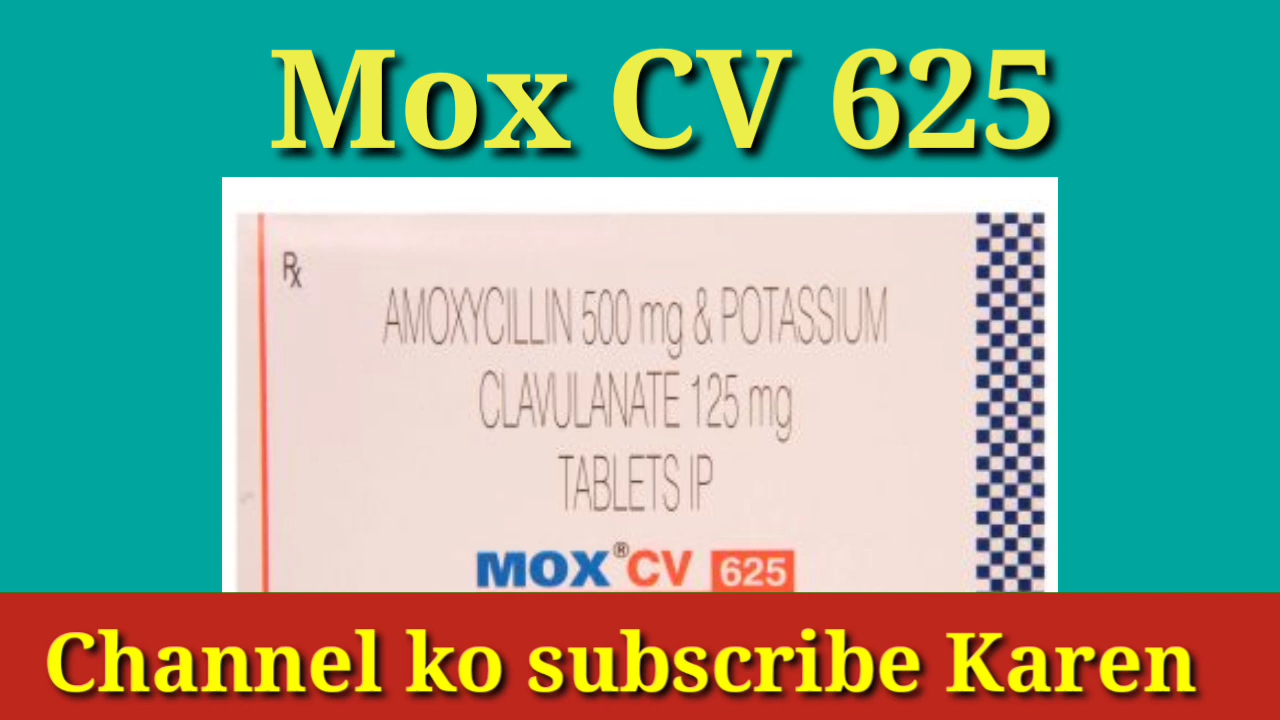 Mox CV 625
Rx
AMOXYCILLIN 500 mg & POTASSIUM
CLAVULANATE 125 mg
TABLETS IP
MOX® CV 625
Channel ko subscribe Karen